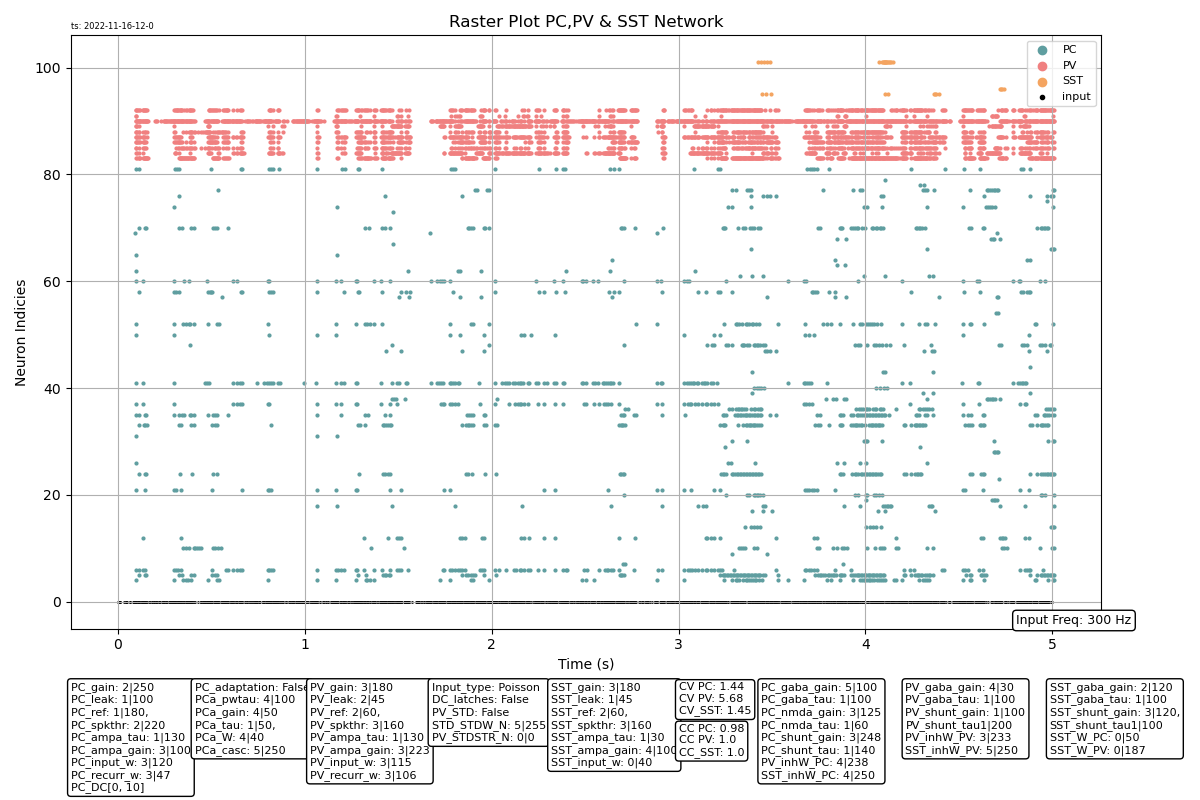 ts: 2022-11-16-12-0
Raster Plot PC,PV & SST Network
PC
PV
SST
input
Neuron Indicies
100
80
60
40
20
0
0 1 2 3 4 5
Time (s)
Input Freq: 300 Hz
PC_gain: 2|250
PC_leak: 1|100
PC_ref: 1|180,
PC_spkthr: 2|220
PC_ampa_tau: 1|130
PC_ampa_gain: 3|100
PC_input_w: 3|120
PC_recurr_w: 3|47
PC_DC[0, 10]
PC_adaptation: False
PCa_pwtau: 4|100
PCa_gain: 4|50
PCa_tau: 1|50,
PCa_W: 4|40
PCa_casc: 5|250
PV_gain: 3|180
PV_leak: 2|45
PV_ref: 2|60,
PV_spkthr: 3|160
PV_ampa_tau: 1|130
PV_ampa_gain: 3|223
PV_input_w: 3|115
PV_recurr_w: 3|106
Input_type: Poisson
DC_latches: False
PV_STD: False
STD_STDW_N: 5|255
PV_STDSTR_N: 0|0
SST_gain: 3|180
SST_leak: 1|45
SST_ref: 2|60,
SST_spkthr: 3|160
SST_ampa_tau: 1|30
SST_ampa_gain: 4|100
SST_input_w: 0|40
CV PC: 1.44
CV PV: 5.68
CV_SST: 1.45
CC PC: 0.98
CC PV: 1.0
CC_SST: 1.0
PC_gaba_gain: 5|100
PC_gaba_tau: 1|100
PC_nmda_gain: 3|125
PC_nmda_tau: 1|60
PC_shunt_gain: 3|248
PC_shunt_tau: 1|140
PV_inhW_PC: 4|238
SST_inhW_PC: 4|250
PV_gaba_gain: 4|30
PV_gaba_tau: 1|100
PV_shunt_gain: 1|100
PV_shunt_tau1|200
PV_inhW_PV: 3|233
SST_inhW_PV: 5|250
SST_gaba_gain: 2|120
SST_gaba_tau: 1|100
SST_shunt_gain: 3|120,
SST_shunt_tau1|100
SST_W_PC: 0|50
SST_W_PV: 0|187